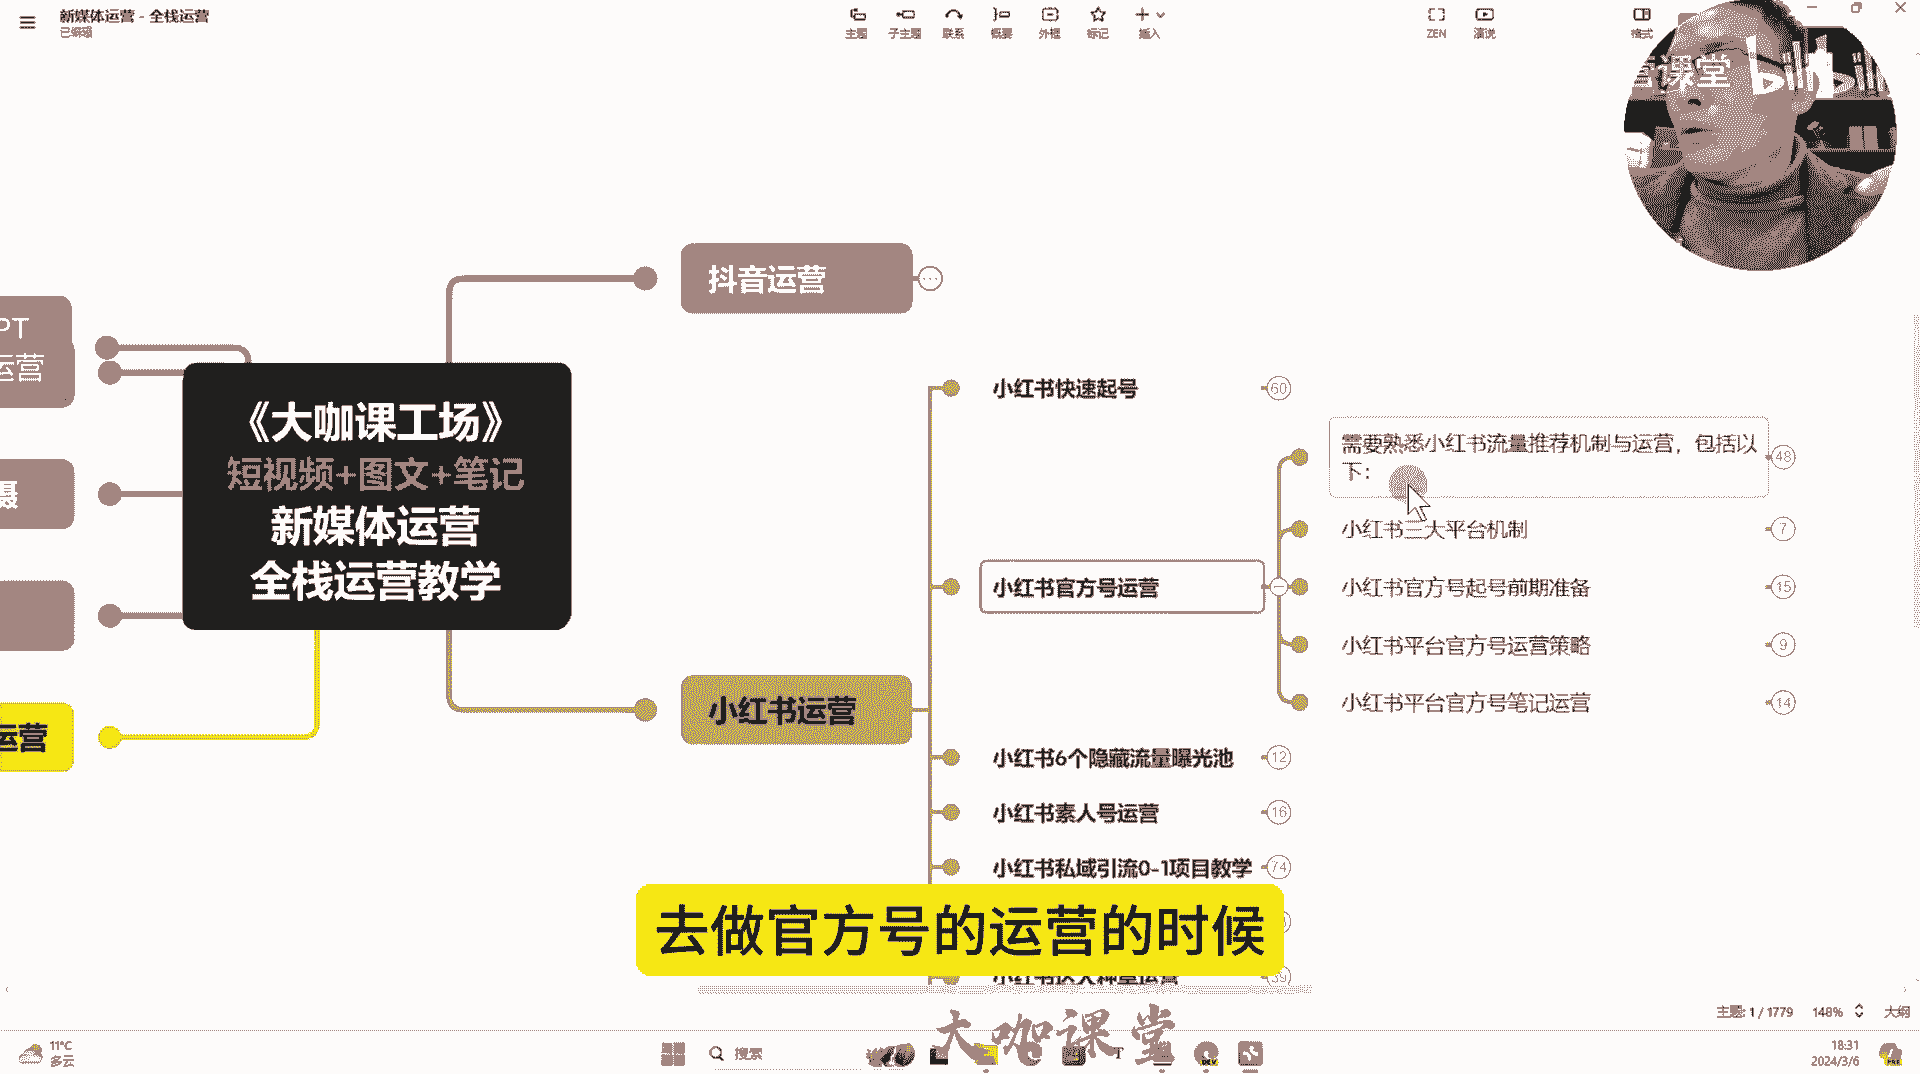 新媒体运营 - 全栈运营
已编辑
主题
子主题
联系
概要
外框
标记
插入
ZEN
演说
格式
营课堂 bilibili
抖音运营
PT
运营
《大咖课工场》
短视频+图文+笔记
新媒体运营
全栈运营教学
摄
运营
小红书运营
小红书快速起号
60
需要熟悉小红书流量推荐机制与运营，包括以
下：
48
小红书三大平台机制
7
小红书官方号运营
小红书官方号起号前期准备
15
小红书平台官方号运营策略
9
小红书平台官方号笔记运营
14
小红书6个隐藏流量曝光池
12
小红书素人号运营
16
小红书私域引流0-1项目教学
74
去做官方号的运营的时候
小红书达人种草运营
39
大咖课堂
主题: 1 / 1779
148%
大纲
11°C
多云
搜索
18:31
2024/3/6